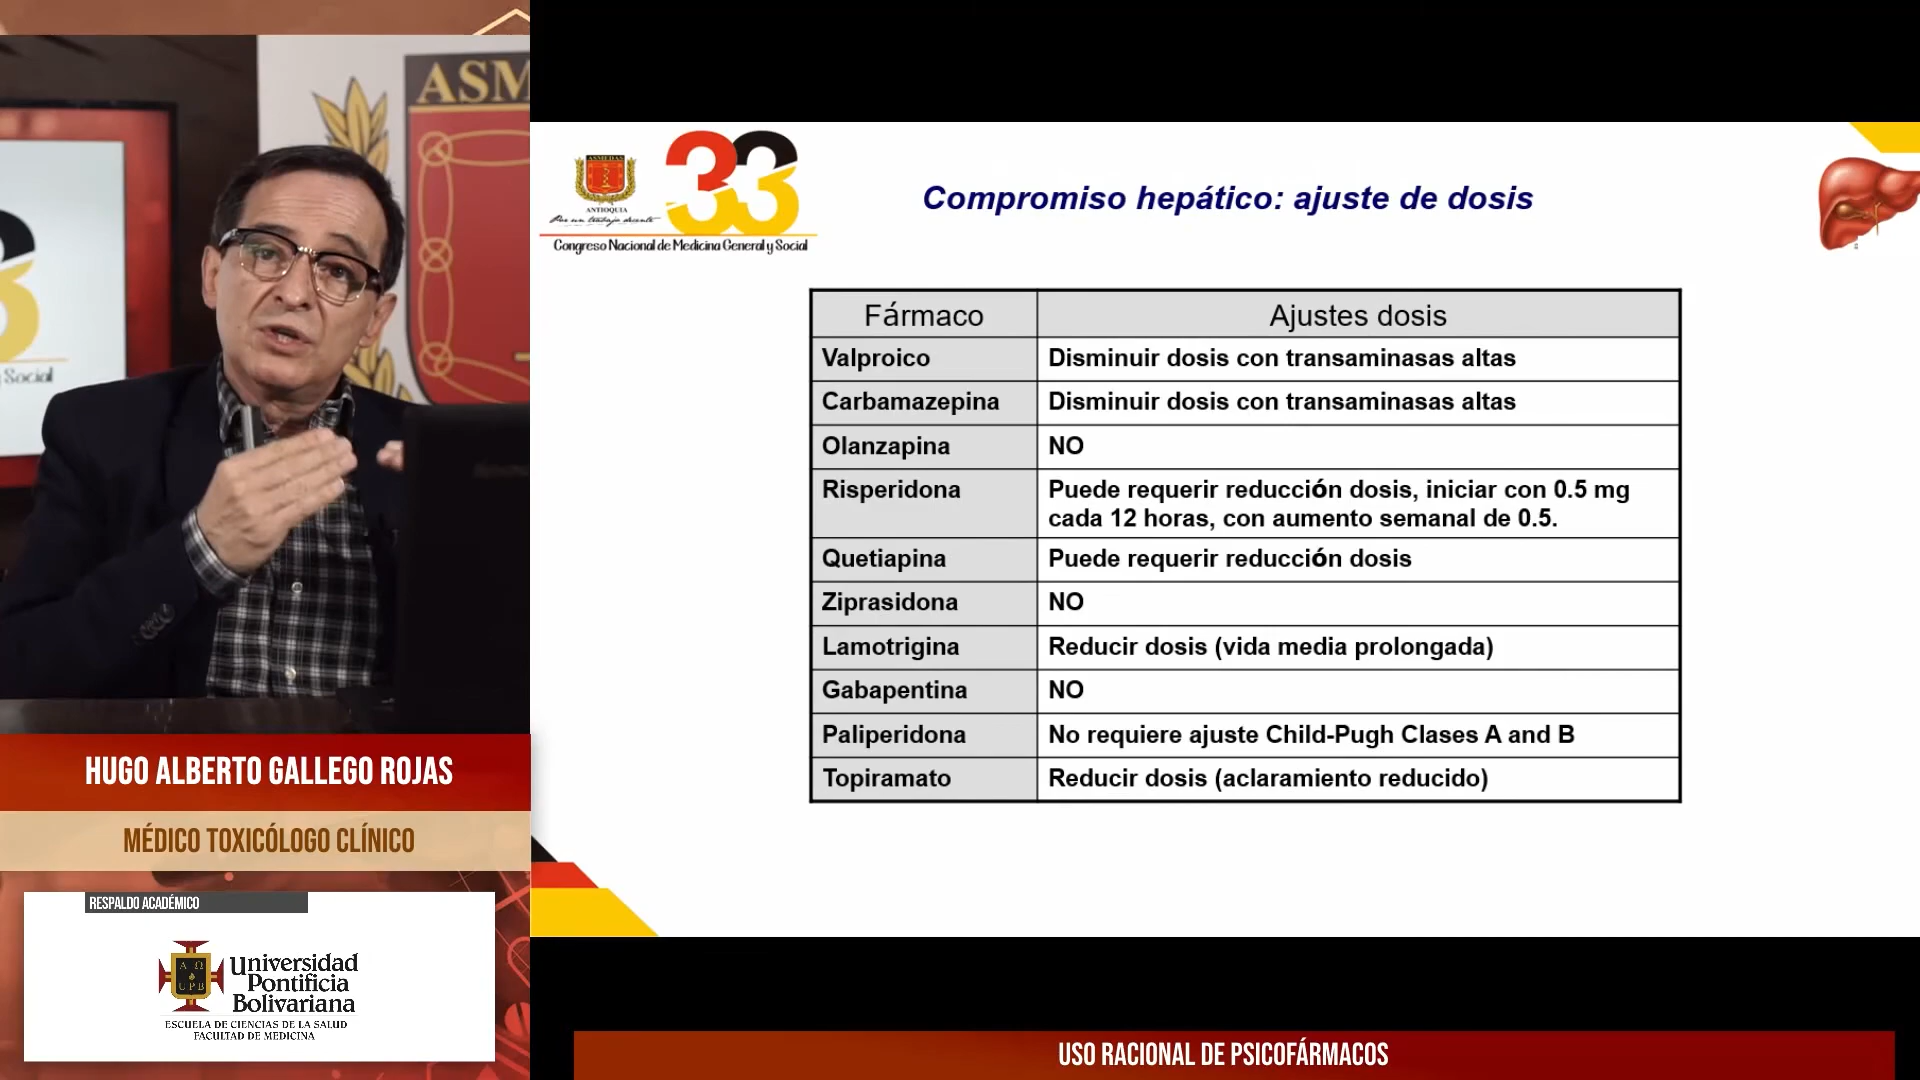 ASM
Social
HUGO ALBERTO GALLEGO ROJAS
MÉDICO TOXICÓLOGO CLÍNICO
RESPALDO ACADÉMICO
A Ω
U P B
Universidad
Pontificia
Bolivariana
ESCUELA DE CIENCIAS DE LA SALUD
FACULTAD DE MEDICINA
ASMEDAS
ANTIOQUIA
Por un trabajo decente
33
Congreso Nacional de Medicina General y Social
Compromiso hepático: ajuste de dosis
Fármaco Ajustes dosis
Valproico Disminuir dosis con transaminasas altas
Carbamazepina Disminuir dosis con transaminasas altas
Olanzapina NO
Risperidona Puede requerir reducción dosis, iniciar con 0.5 mg
cada 12 horas, con aumento semanal de 0.5.
Quetiapina Puede requerir reducción dosis
Ziprasidona NO
Lamotrigina Reducir dosis (vida media prolongada)
Gabapentina NO
Paliperidona No requiere ajuste Child-Pugh Clases A and B
Topiramato Reducir dosis (aclaramiento reducido)
USO RACIONAL DE PSICOFÁRMACOS